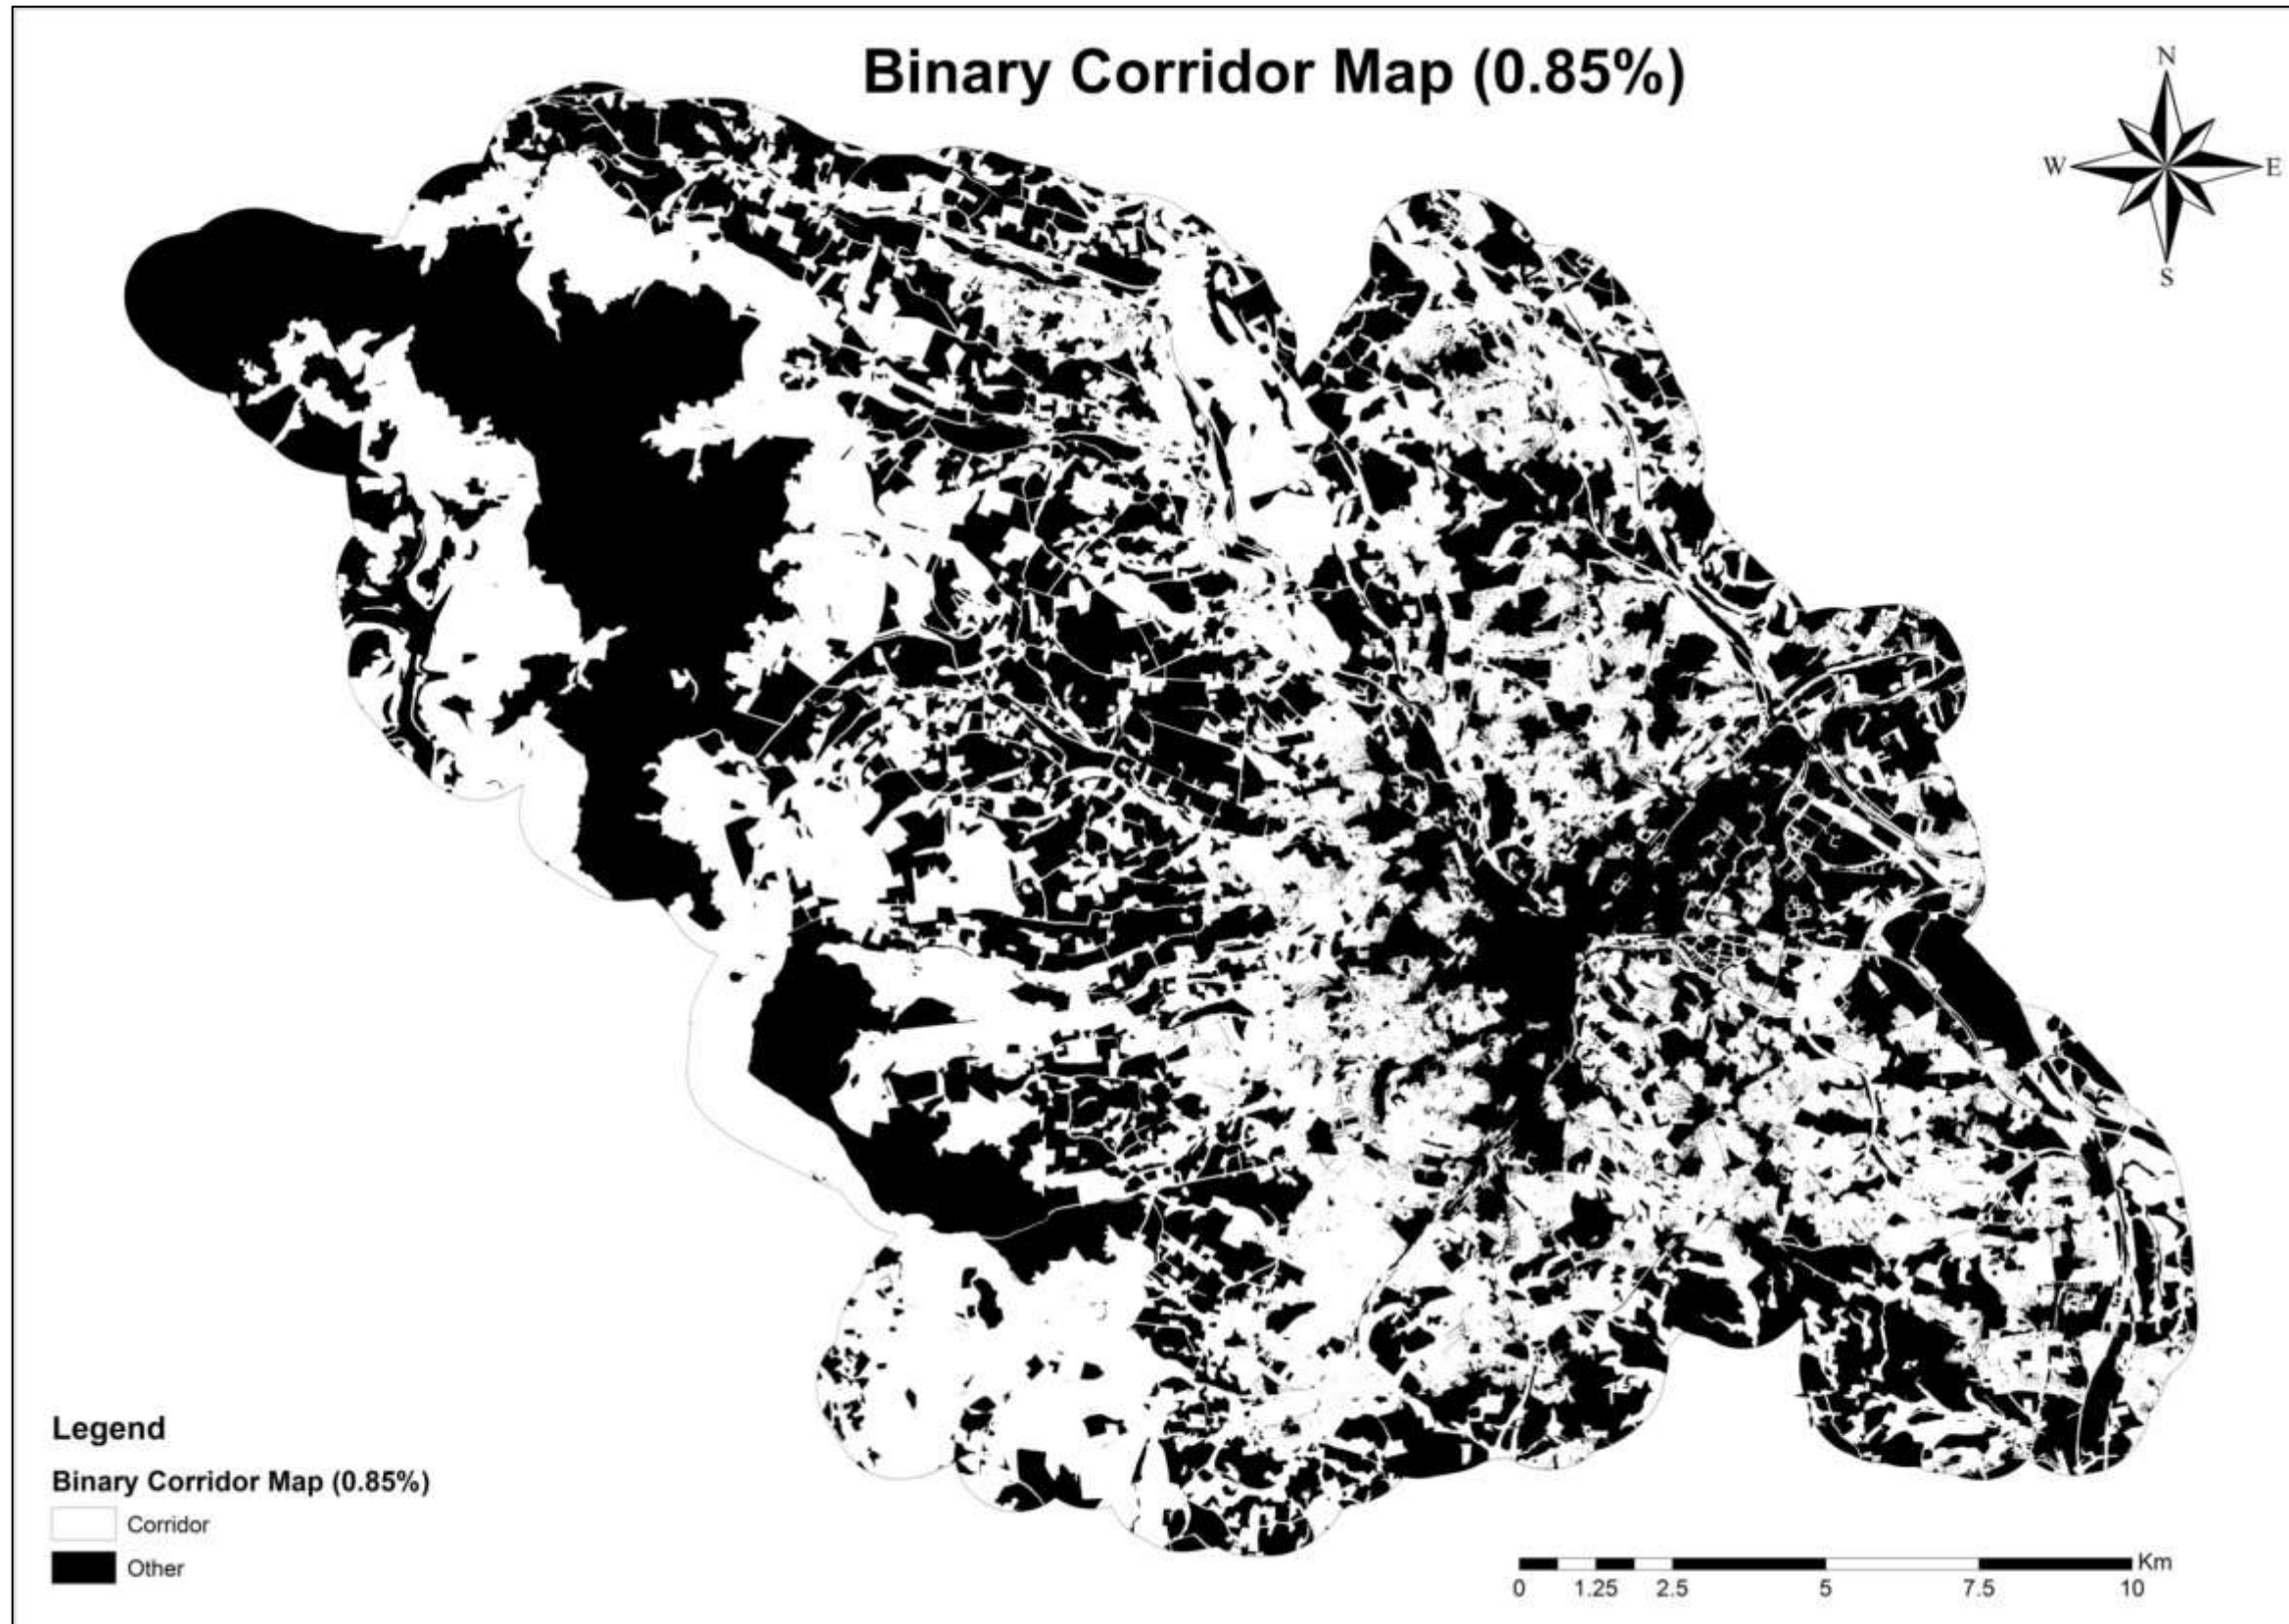 Binary Corridor Map (0.85%)
N
W
E
S
Legend
Binary Corridor Map (0.85%)
Corridor
Other
Km
0 1.25 2.5 5 7.5 10